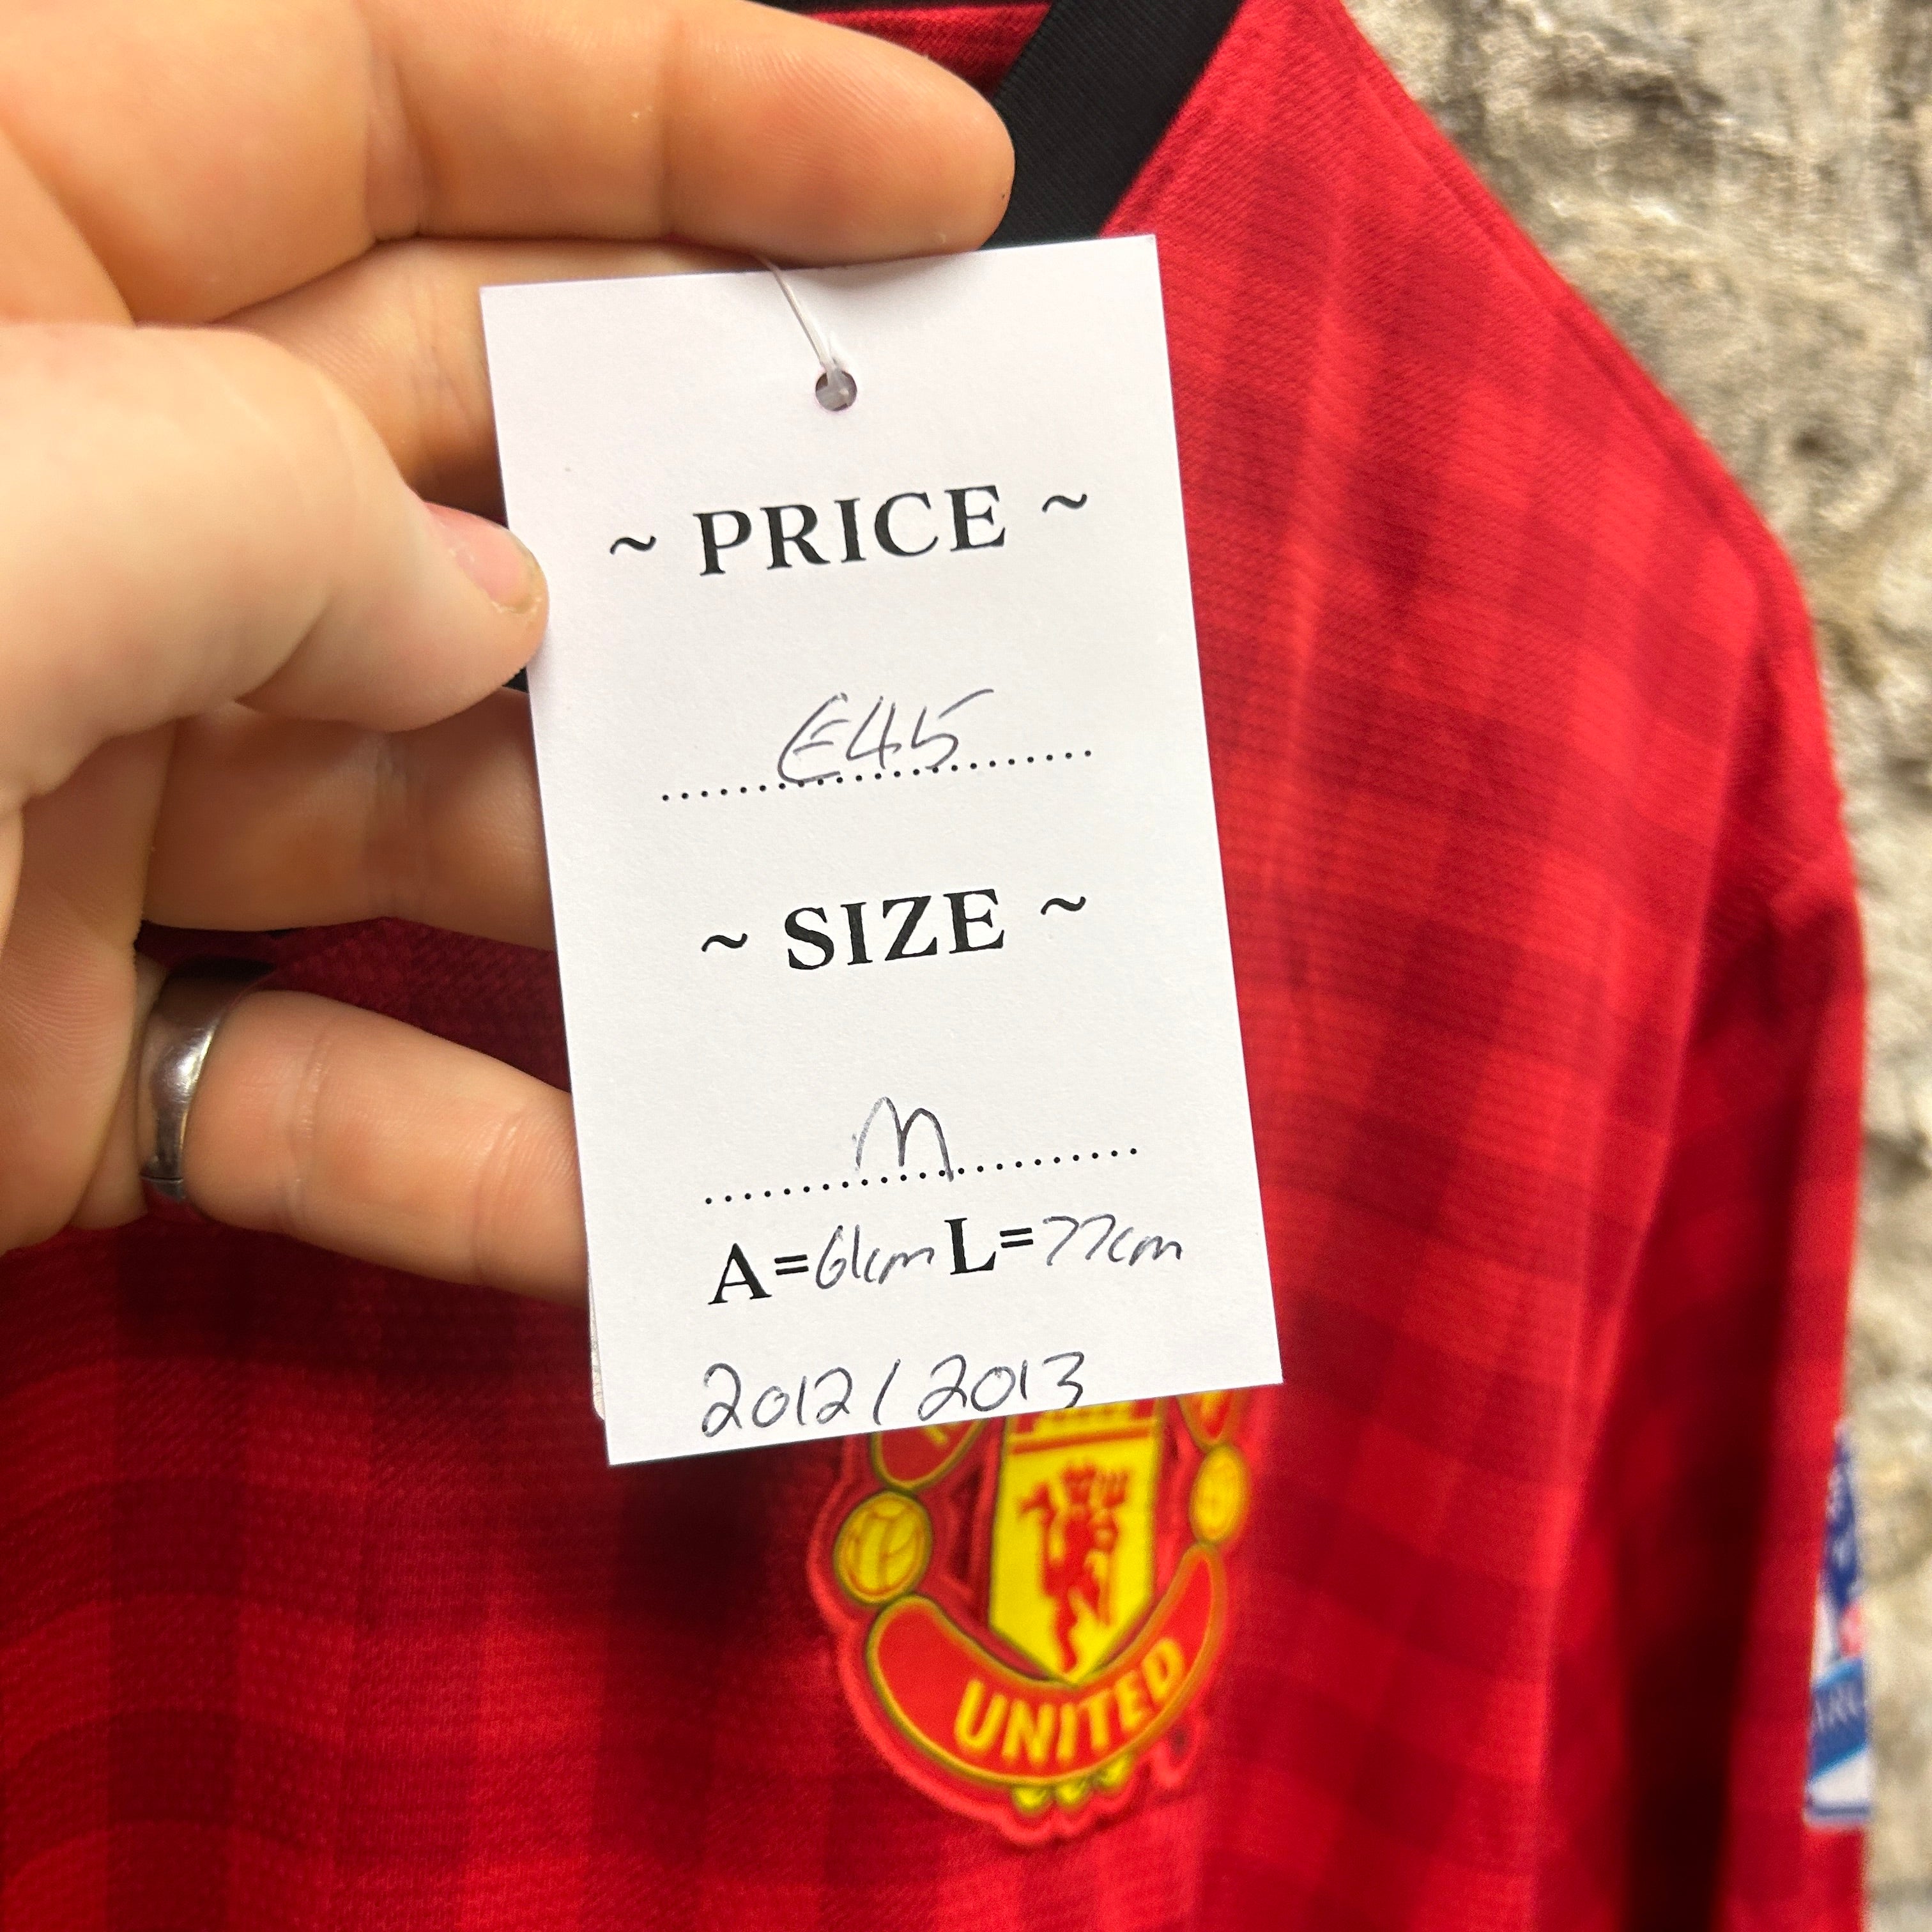 ~ PRICE ~
£45
~ SIZE ~
M
A=61cm L=77cm
2012/2013
UNITED